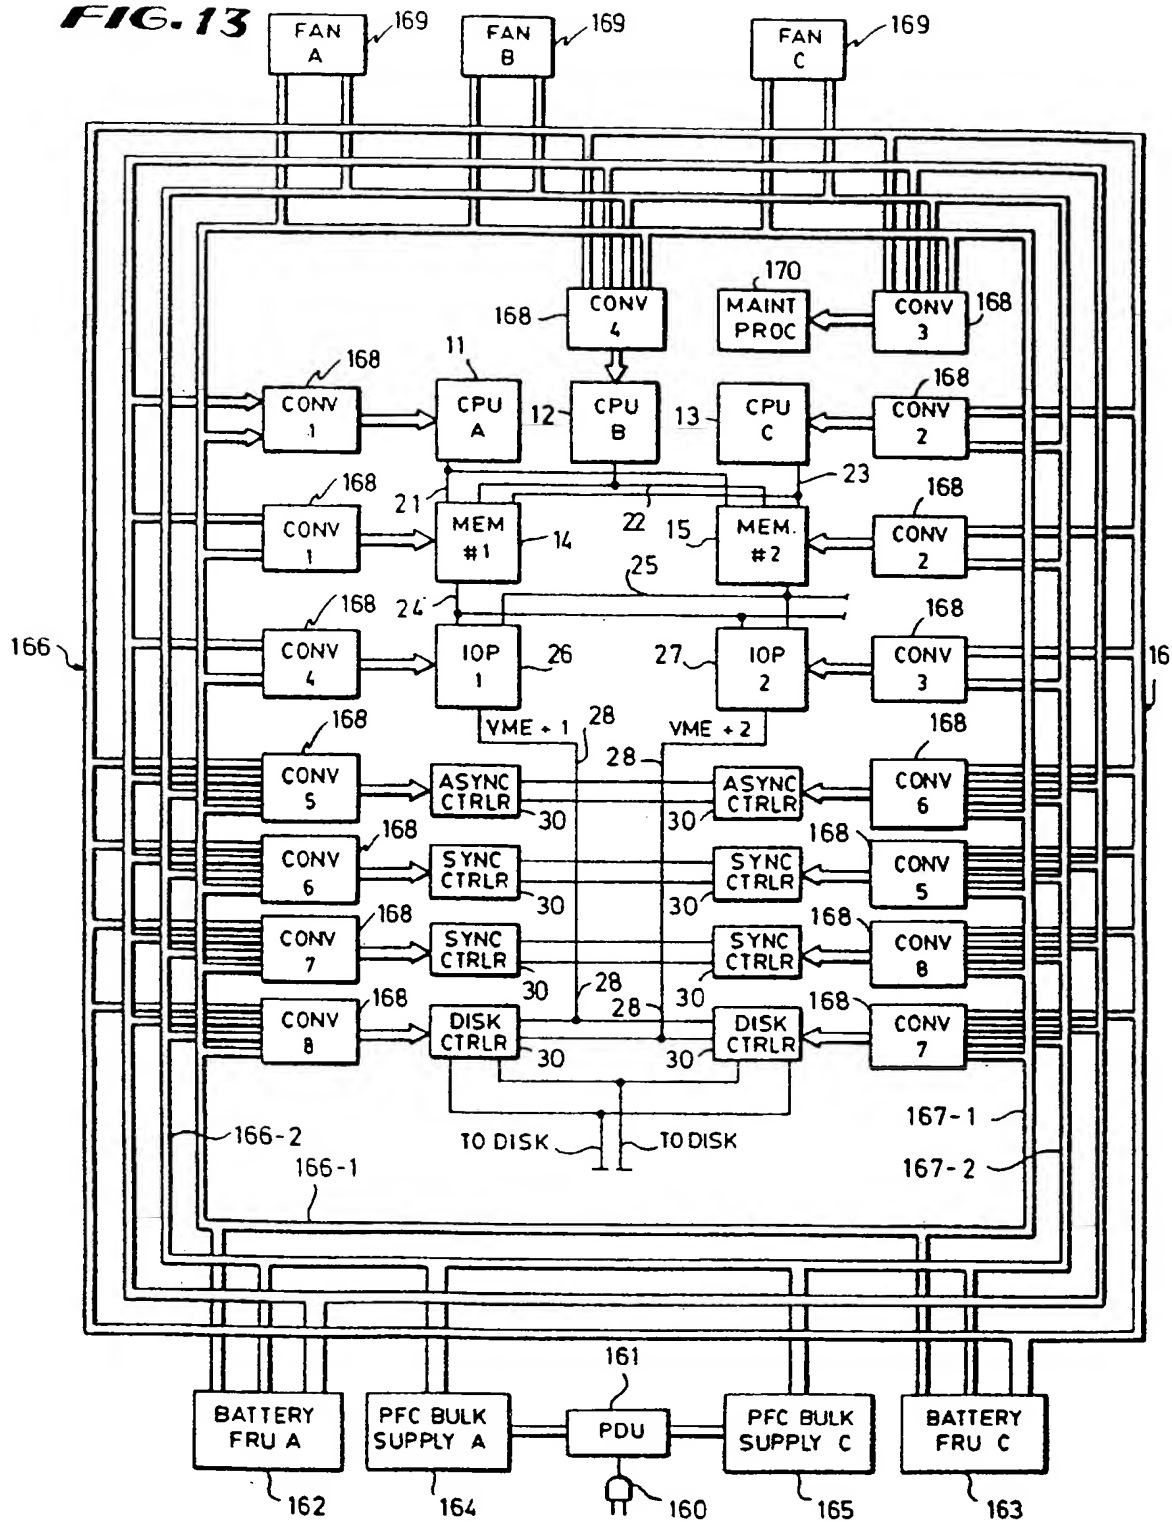 FIG. 13
FAN A 169
FAN B 169
FAN C 169
170
168 CONV 4
MAINT PROC
CONV 3 168
168
11
168
CONV 1
CPU A
12 CPU B
13 CPU C
CONV 2
21
22
23
168
168
CONV 1
MEM #1 14
15 MEM. #2
CONV 2
25
24
168
168
166
CONV 4
IOP 1 26
27 IOP 2
CONV 3
16
168
VME + 1 28
VME + 2
28
168
CONV 5
ASYNC CTRLR 30
ASYNC CTRLR 30
CONV 6
168
168
CONV 6
SYNC CTRLR 30
SYNC CTRLR 30
CONV 5
168
168
CONV 7
SYNC CTRLR 30
SYNC CTRLR 30
CONV 8
168
28
28
168
CONV 8
DISK CTRLR 30
DISK CTRLR 30
CONV 7
166-2
TO DISK
TO DISK
167-1
166-1
167-2
161
BATTERY FRU A
PFC BULK SUPPLY A
PDU
PFC BULK SUPPLY C
BATTERY FRU C
162
164
160
165
163